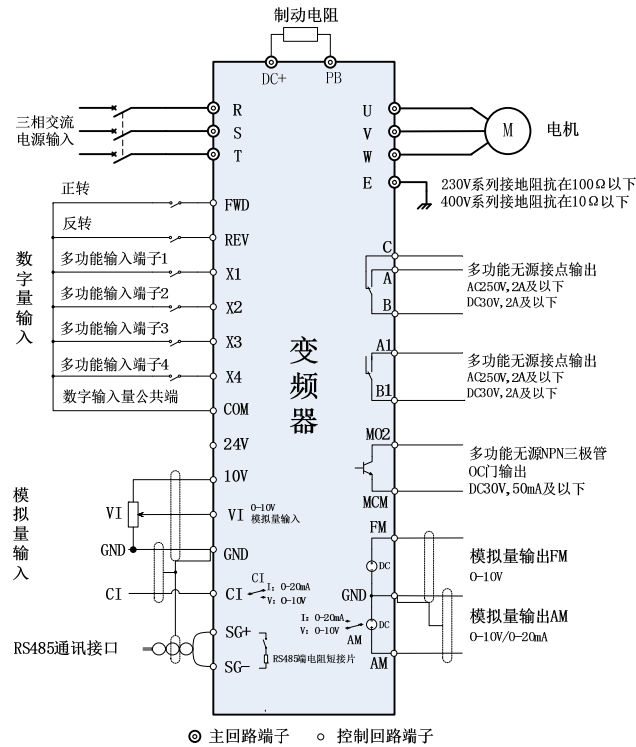 制动电阻
DC+
PB
三相交流
电源输入
R
S
T
U
V
W
E
M
电机
230V系列接地阻抗在100Ω以下
400V系列接地阻抗在10Ω以下
数字量输入
正转
FWD
反转
REV
多功能输入端子1
X1
多功能输入端子2
X2
多功能输入端子3
X3
多功能输入端子4
X4
数字输入量公共端
COM
24V
变频器
C
A
B
多功能无源接点输出
AC250V,2A及以下
DC30V,2A及以下
A1
B1
多功能无源接点输出
AC250V,2A及以下
DC30V,2A及以下
MO2
MCM
多功能无源NPN三极管
OC门输出
DC30V,50mA及以下
模拟量输入
10V
VI
VI
0-10V
模拟量输入
GND
GND
CI
CI
CI
I: 0-20mA
V: 0-10V
FM
DC
GND
I: 0-20mA
V: 0-10V
AM
DC
AM
模拟量输出FM
0-10V
模拟量输出AM
0-10V/0-20mA
RS485通讯接口
SG+
SG-
RS485端电阻短接片
主回路端子
控制回路端子